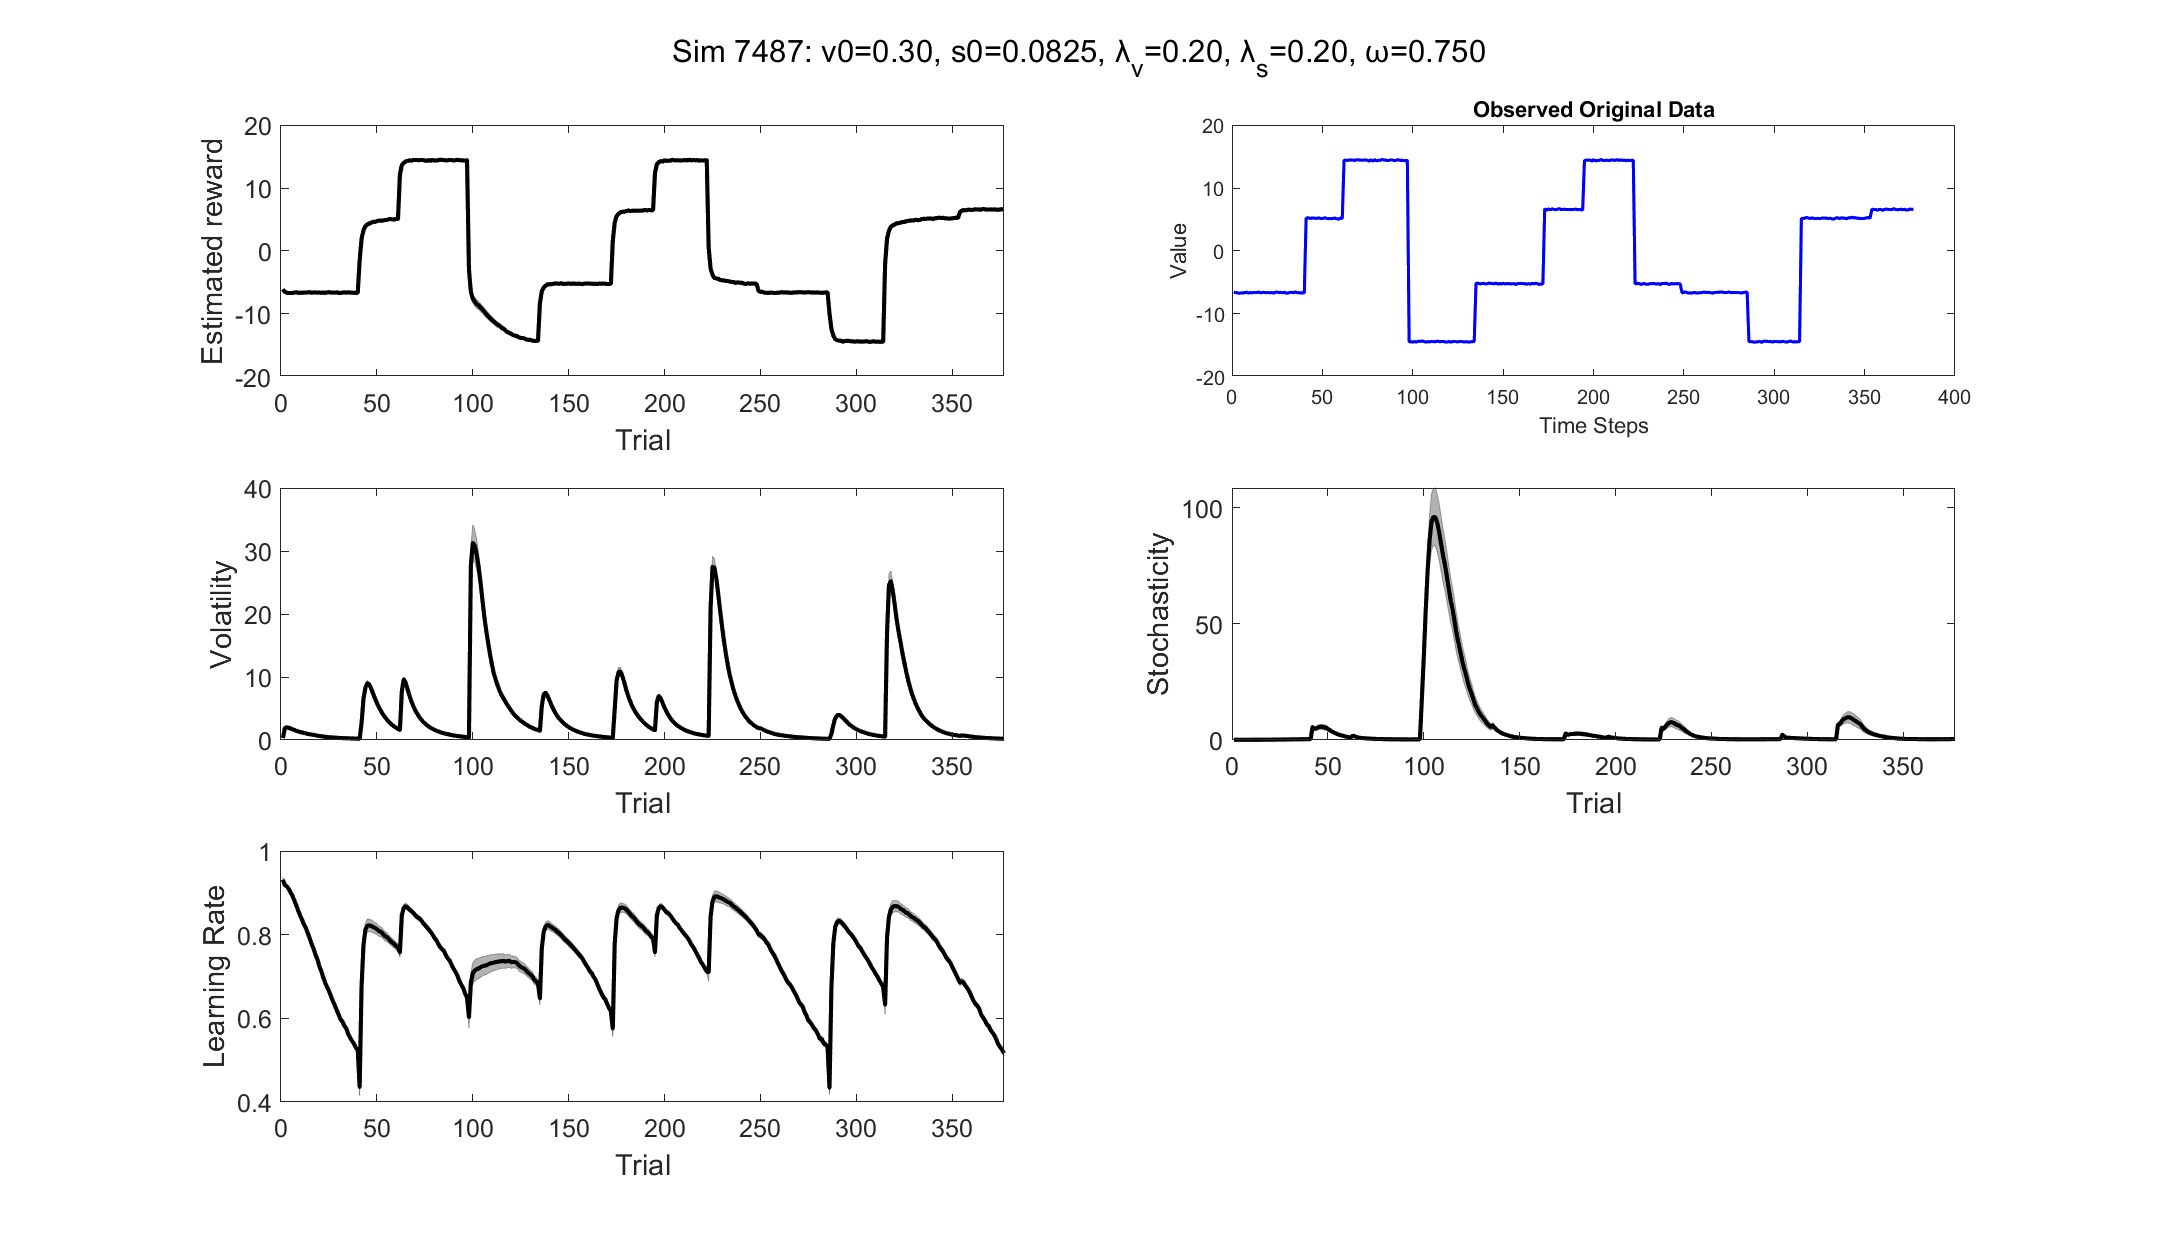 Sim 7487: v0=0.30, s0=0.0825, λ_v=0.20, λ_s=0.20, ω=0.750
Estimated reward
20
10
0
-10
-20
0 50 100 150 200 250 300 350
Trial
Observed Original Data
Value
20
10
0
-10
-20
0 50 100 150 200 250 300 350 400
Time Steps
Volatility
40
30
20
10
0
0 50 100 150 200 250 300 350
Trial
Stochasticity
100
50
0
0 50 100 150 200 250 300 350
Trial
Learning Rate
1
0.8
0.6
0.4
0 50 100 150 200 250 300 350
Trial